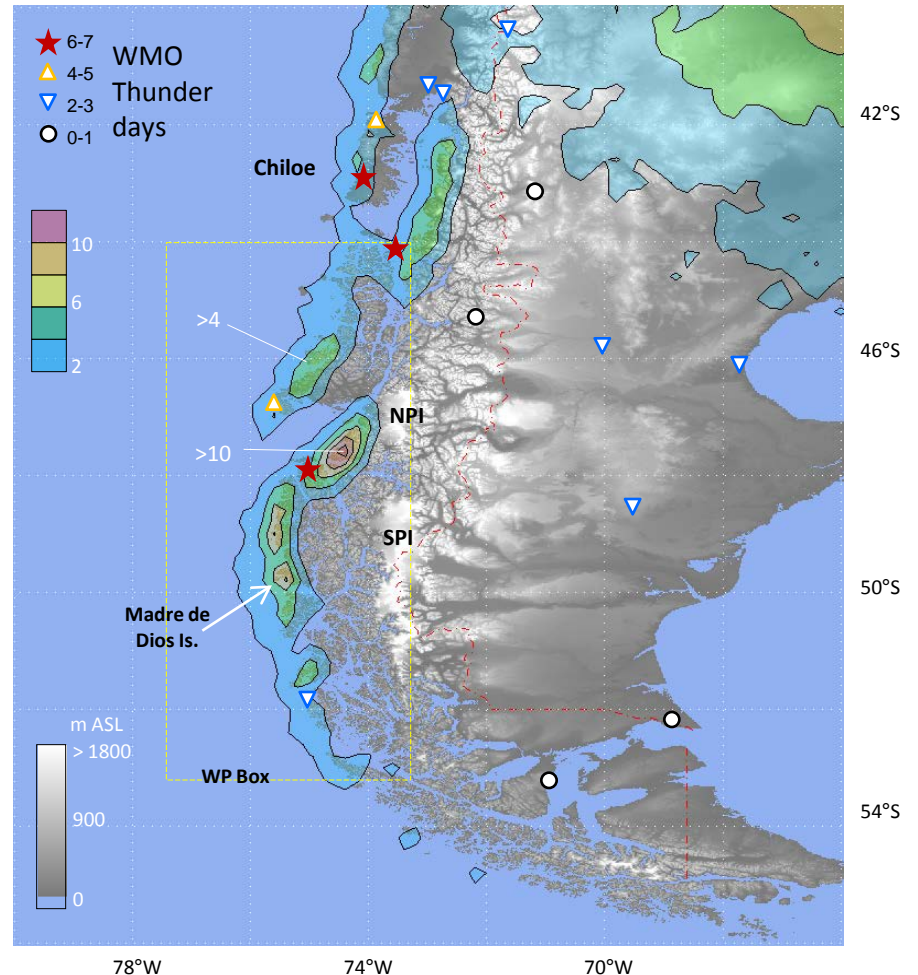 6-7
4-5
2-3
0-1
WMO
Thunder
days
42°S
Chiloe
10
6
2
>4
46°S
NPI
>10
SPI
50°S
Madre de
Dios Is.
m ASL
> 1800
900
0
WP Box
54°S
78°W
74°W
70°W